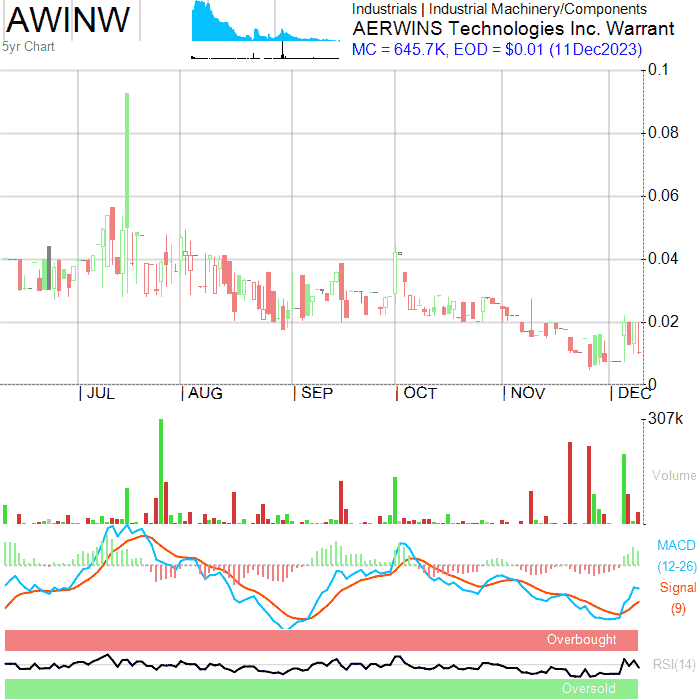 AWINW
5yr Chart
Industrials | Industrial Machinery/Components
AERWINS Technologies Inc. Warrant
MC = 645.7K, EOD = $0.01 (11Dec2023)
0.1
0.08
0.06
0.04
0.02
0
| JUL | AUG | SEP | OCT | NOV | DEC
307k
Volume
MACD
(12-26)
Signal
(9)
Overbought
RSI(14)
Oversold